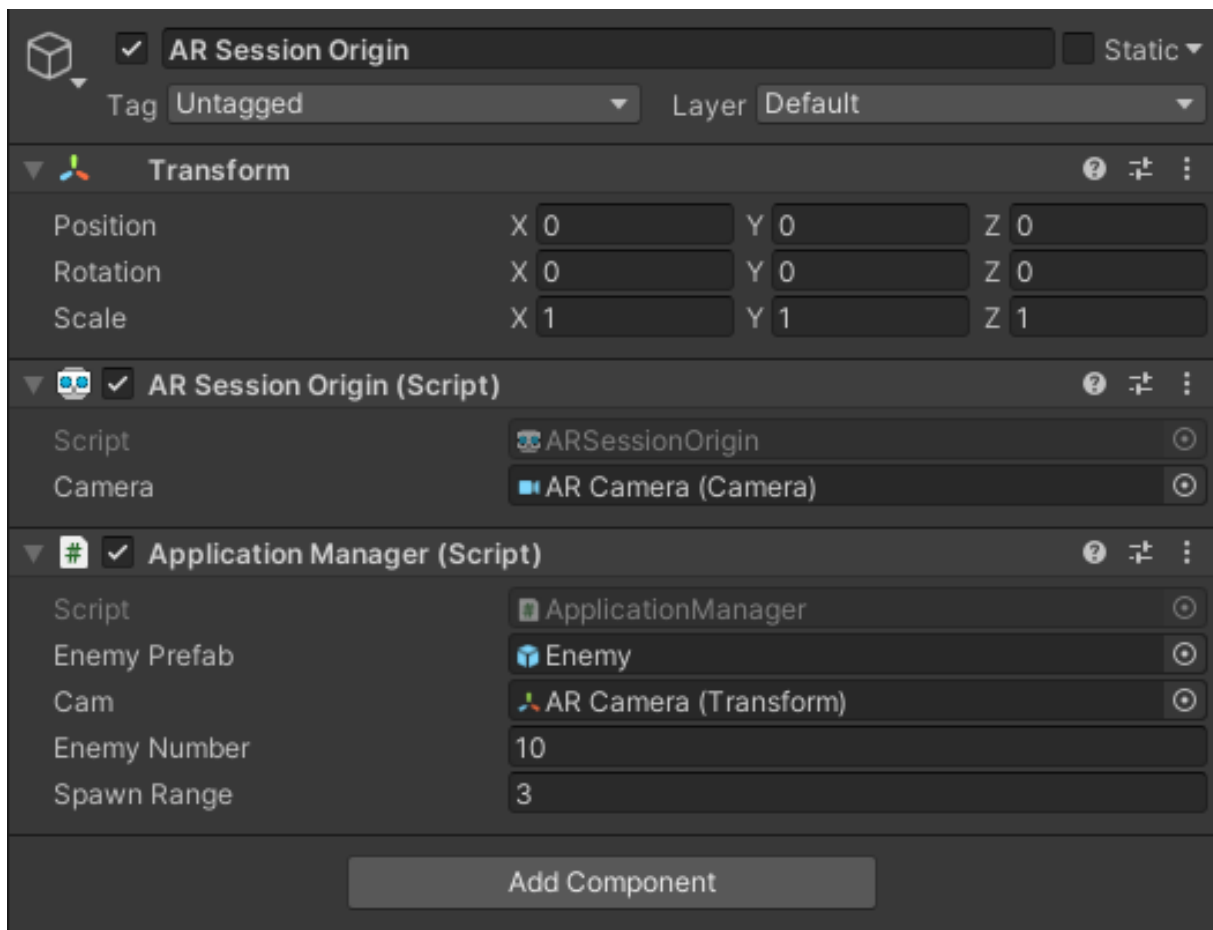 AR Session Origin Static
Tag Untagged Layer Default
Transform
Position X 0 Y 0 Z 0
Rotation X 0 Y 0 Z 0
Scale X 1 Y 1 Z 1
AR Session Origin (Script)
Script ARSessionOrigin
Camera AR Camera (Camera)
# Application Manager (Script)
Script # ApplicationManager
Enemy Prefab Enemy
Cam AR Camera (Transform)
Enemy Number 10
Spawn Range 3
Add Component